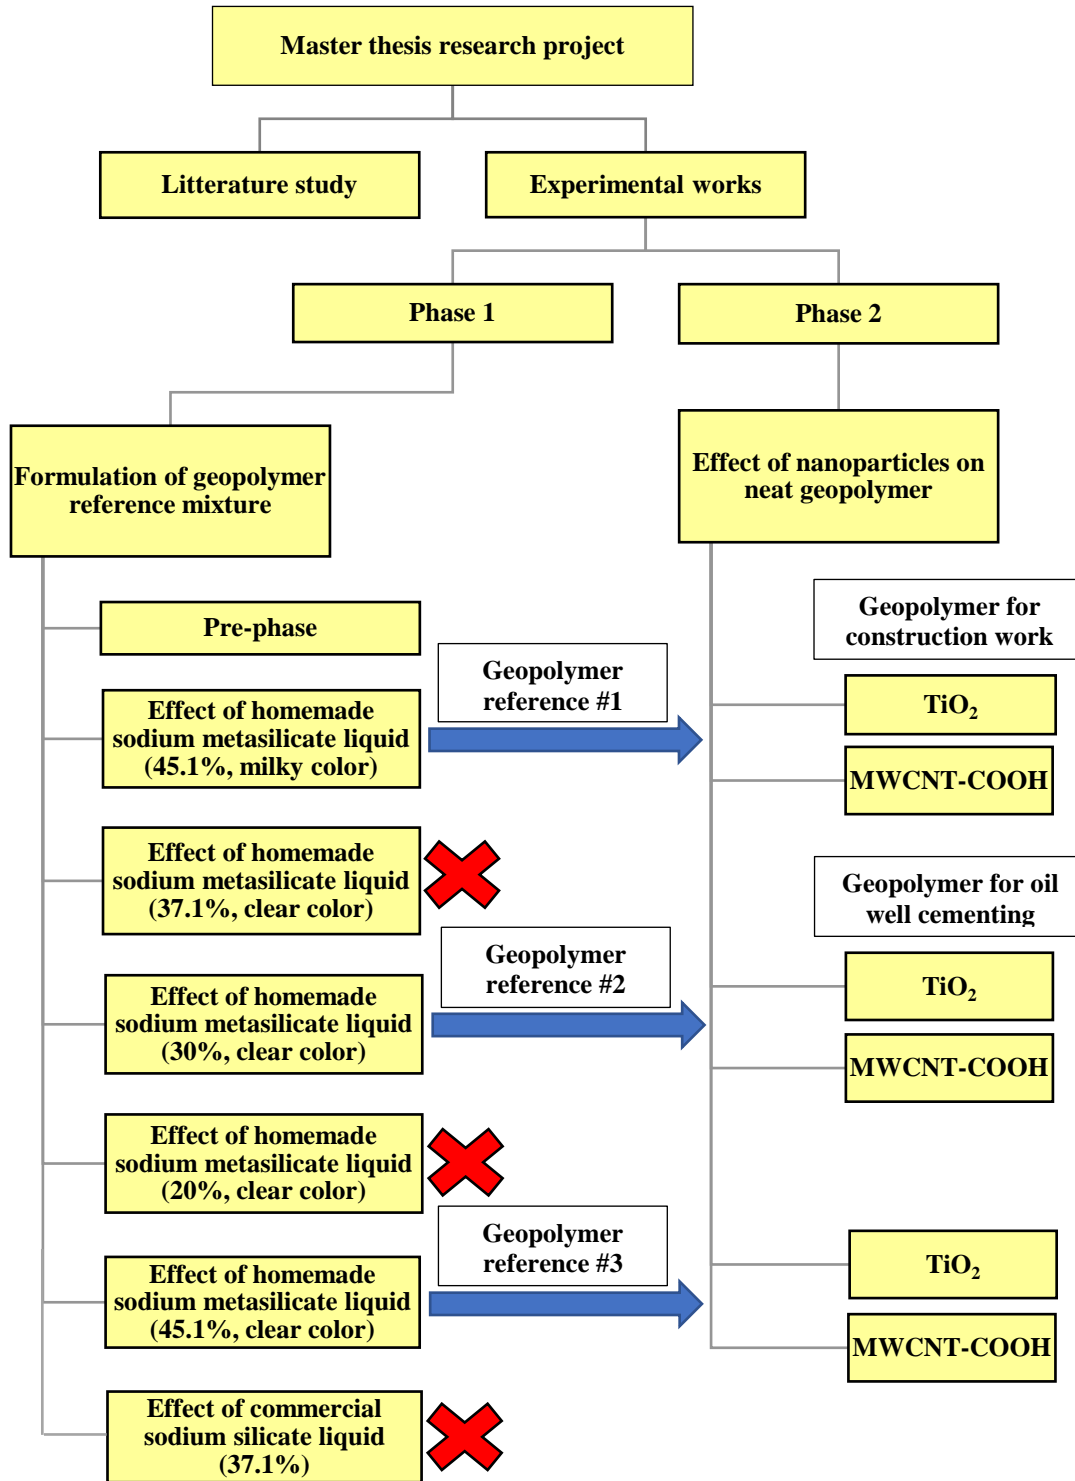 Master thesis research project
Litterature study
Experimental works
Phase 1
Phase 2
Formulation of geopolymer
reference mixture
Effect of nanoparticles on
neat geopolymer
Pre-phase
Geopolymer for
construction work
Effect of homemade
sodium metasilicate liquid
(45.1%, milky color)
Geopolymer
reference #1
TiO₂
MWCNT-COOH
Effect of homemade
sodium metasilicate liquid
(37.1%, clear color)
Geopolymer for oil
well cementing
Effect of homemade
sodium metasilicate liquid
(30%, clear color)
Geopolymer
reference #2
TiO₂
MWCNT-COOH
Effect of homemade
sodium metasilicate liquid
(20%, clear color)
Effect of homemade
sodium metasilicate liquid
(45.1%, clear color)
Geopolymer
reference #3
TiO₂
MWCNT-COOH
Effect of commercial
sodium silicate liquid
(37.1%)